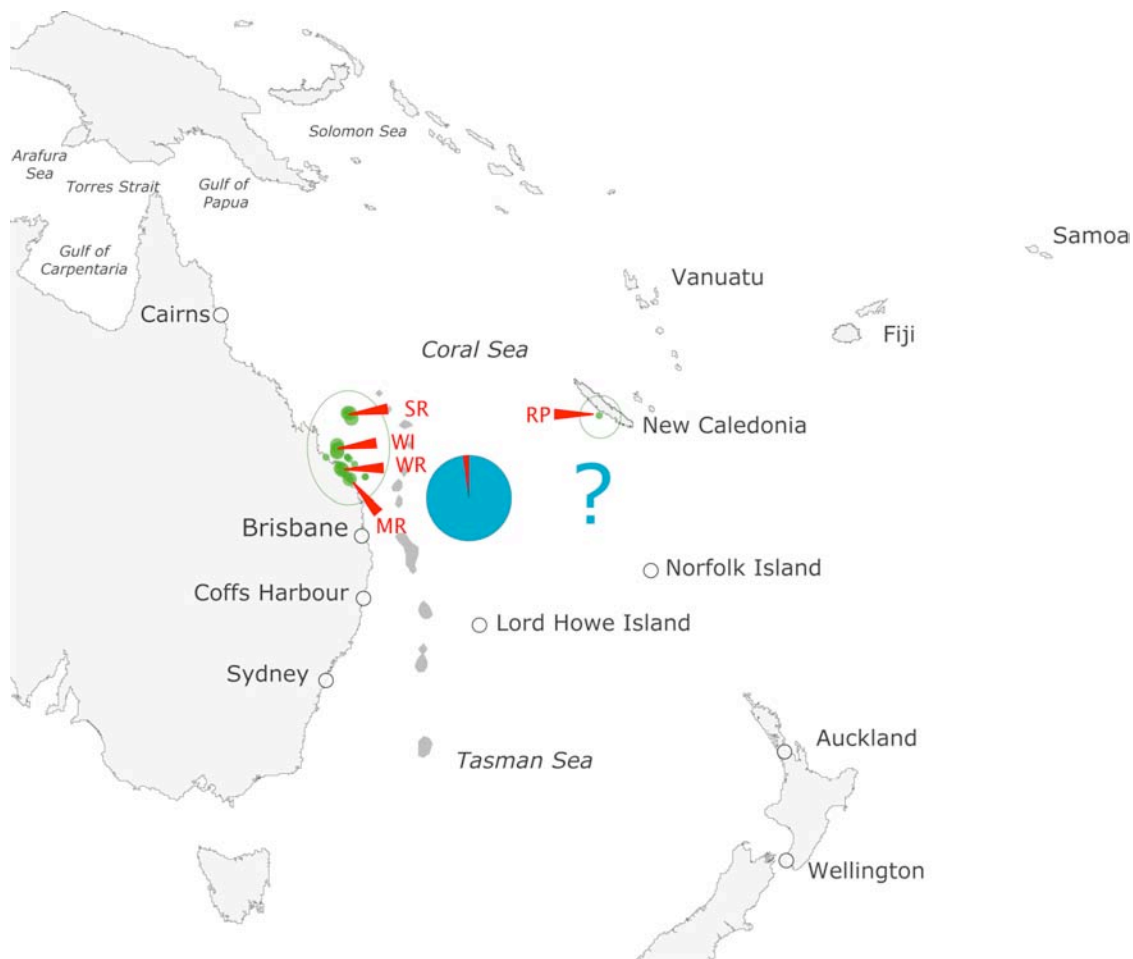 Solomon Sea
Arafura
Sea
Torres Strait
Gulf of
Papua
Gulf of
Carpentaria
Samoa
Vanuatu
Cairns
Fiji
Coral Sea
SR
RP
New Caledonia
WI
WR
?
MR
Brisbane
Norfolk Island
Coffs Harbour
Lord Howe Island
Sydney
Auckland
Tasman Sea
Wellington